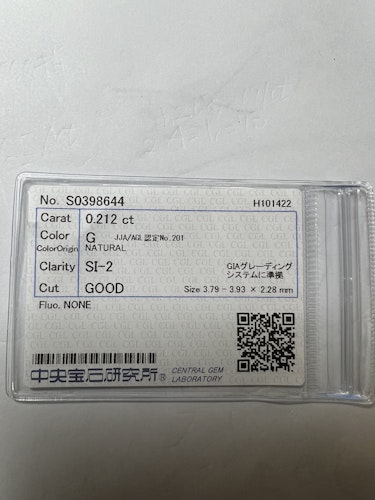 No. S0398644 H101422
Carat 0.212 ct
Color G JJA/AGL認定No.201
ColorOrigin NATURAL
Clarity SI-2 GIAグレーディング
システムに準拠
Cut GOOD Size 3.79 - 3.93 × 2.28 mm
Fluo. NONE
中央宝石研究所® CENTRAL GEM
LABORATORY